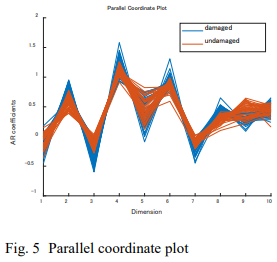 Parallel Coordinate Plot
2
damaged
undamaged
1.5
1
0.5
0
-0.5
-1
AR coefficients
1 2 3 4 5 6 7 8 9 10
Dimension
Fig. 5 Parallel coordinate plot